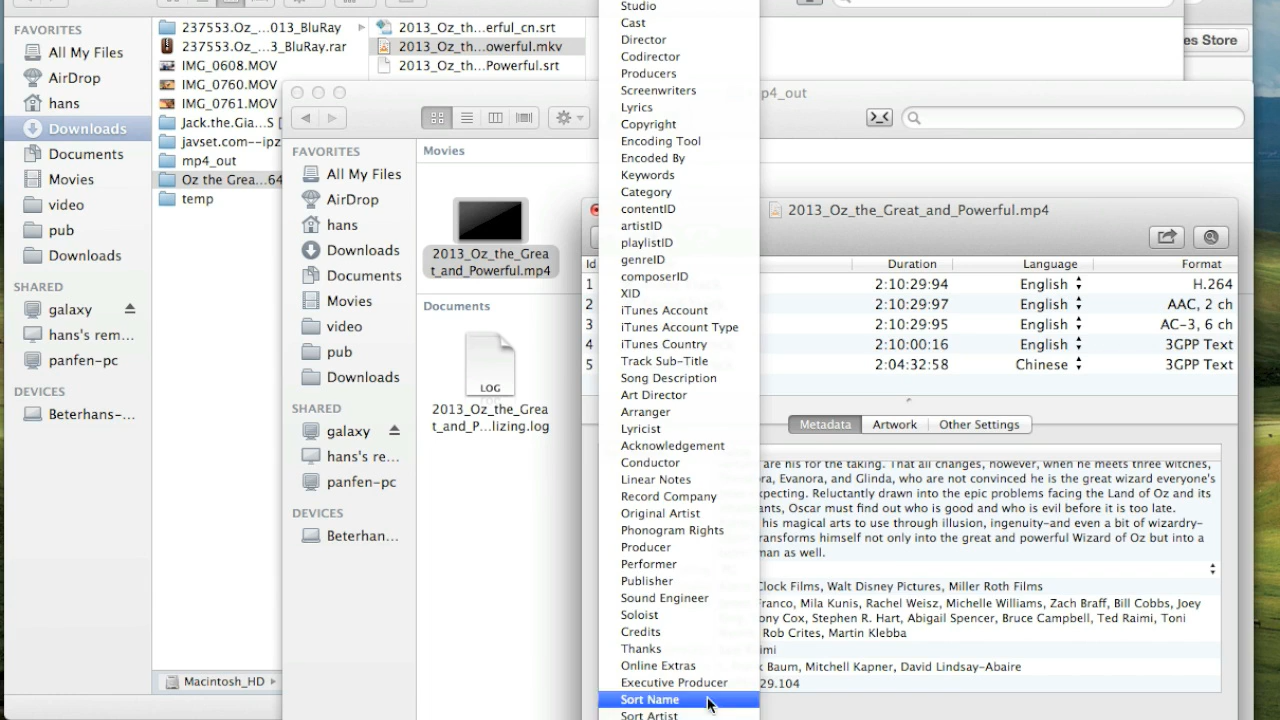 FAVORITES
All My Files
AirDrop
hans
Downloads
Documents
Movies
video
pub
Downloads
SHARED
galaxy
hans's rem...
panfen-pc
DEVICES
Beterhans-...
237553.Oz_...013_BluRay
237553.Oz_...3_BluRay.rar
IMG_0608.MOV
IMG_0760.MOV
IMG_0761.MOV
Jack.the.Gia...S [
javset.com--ipz
mp4_out
Oz the Grea...64
temp
Macintosh_HD
2013_Oz_th...erful_cn.srt
2013_Oz_th...owerful.mkv
2013_Oz_th...Powerful.srt
es Store
p4_out
FAVORITES
All My Files
AirDrop
hans
Downloads
Documents
Movies
video
pub
Downloads
SHARED
galaxy
hans's re...
panfen-pc
DEVICES
Beterhan...
Movies
2013_Oz_the_Grea
t_and_Powerful.mp4
Documents
LOG
2013_Oz_the_Grea
t_and_P...lizing.log
Studio
Cast
Director
Codirector
Producers
Screenwriters
Lyrics
Copyright
Encoding Tool
Encoded By
Keywords
Category
contentID
artistID
playlistID
genreID
composerID
XID
iTunes Account
iTunes Account Type
iTunes Country
Track Sub-Title
Song Description
Art Director
Arranger
Lyricist
Acknowledgement
Conductor
Linear Notes
Record Company
Original Artist
Phonogram Rights
Producer
Performer
Publisher
Sound Engineer
Soloist
Credits
Thanks
Online Extras
Executive Producer
Sort Name
Sort Artist
2013_Oz_the_Great_and_Powerful.mp4
Id Duration Language Format
1 2:10:29:94 English H.264
2 2:10:29:97 English AAC, 2 ch
3 2:10:29:95 English AC-3, 6 ch
4 2:10:00:16 English 3GPP Text
5 2:04:32:58 Chinese 3GPP Text
Metadata Artwork Other Settings
are his for the taking. That all changes, however, when he meets three witches,
ora, Evanora, and Glinda, who are not convinced he is the great wizard everyone's
xpecting. Reluctantly drawn into the epic problems facing the Land of Oz and its
ants, Oscar must find out who is good and who is evil before it is too late.
his magical arts to use through illusion, ingenuity-and even a bit of wizardry-
transforms himself not only into the great and powerful Wizard of Oz but into a
man as well.
Clock Films, Walt Disney Pictures, Miller Roth Films
Franco, Mila Kunis, Rachel Weisz, Michelle Williams, Zach Braff, Bill Cobbs, Joey
ony Cox, Stephen R. Hart, Abigail Spencer, Bruce Campbell, Ted Raimi, Toni
Rob Crites, Martin Klebba
imi
Baum, Mitchell Kapner, David Lindsay-Abaire
29.104